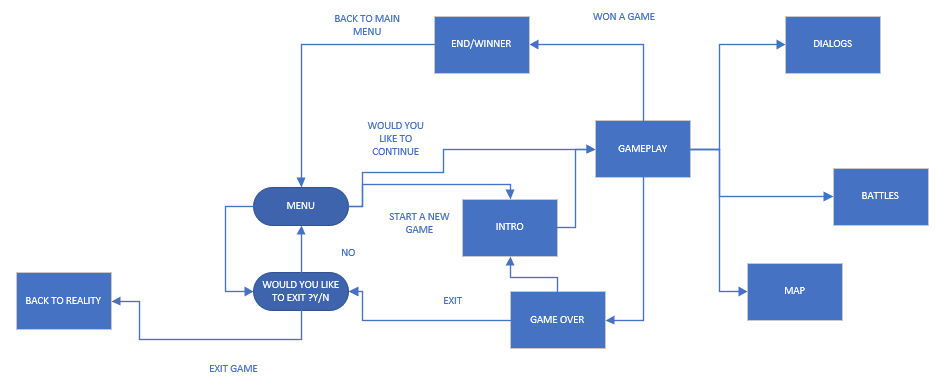 BACK TO MAIN
MENU
WON A GAME
END/WINNER
DIALOGS
WOULD YOU
LIKE TO
CONTINUE
GAMEPLAY
MENU
BATTLES
START A NEW
GAME
INTRO
NO
WOULD YOU LIKE
TO EXIT ?Y/N
BACK TO REALITY
EXIT
GAME OVER
MAP
EXIT GAME